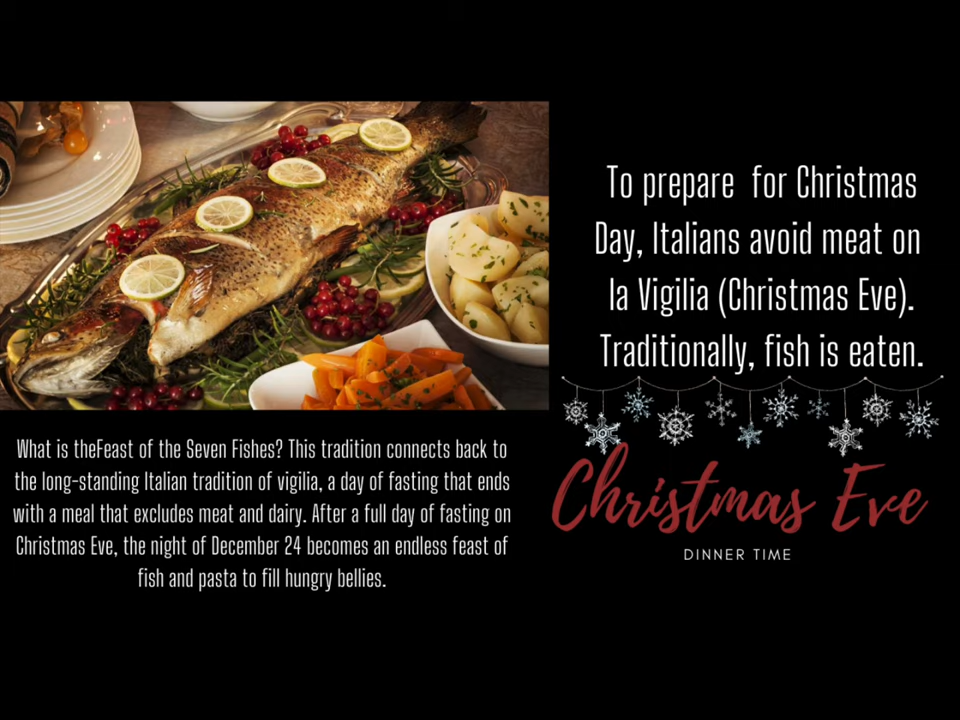 To prepare  for Christmas
Day, Italians avoid meat on
la Vigilia (Christmas Eve).
Traditionally, fish is eaten.
Christmas Eve
DINNER TIME
What is theFeast of the Seven Fishes? This tradition connects back to
the long-standing Italian tradition of vigilia, a day of fasting that ends
with a meal that excludes meat and dairy. After a full day of fasting on
Christmas Eve, the night of December 24 becomes an endless feast of
fish and pasta to fill hungry bellies.